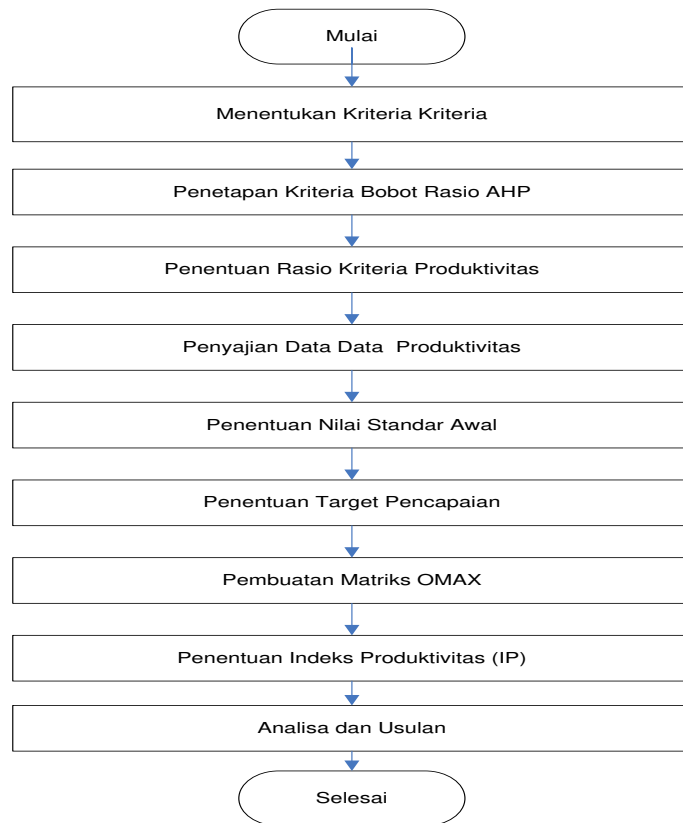 Mulai
Menentukan Kriteria Kriteria
Penetapan Kriteria Bobot Rasio AHP
Penentuan Rasio Kriteria Produktivitas
Penyajian Data Data  Produktivitas
Penentuan Nilai Standar Awal
Penentuan Target Pencapaian
Pembuatan Matriks OMAX
Penentuan Indeks Produktivitas (IP)
Analisa dan Usulan
Selesai